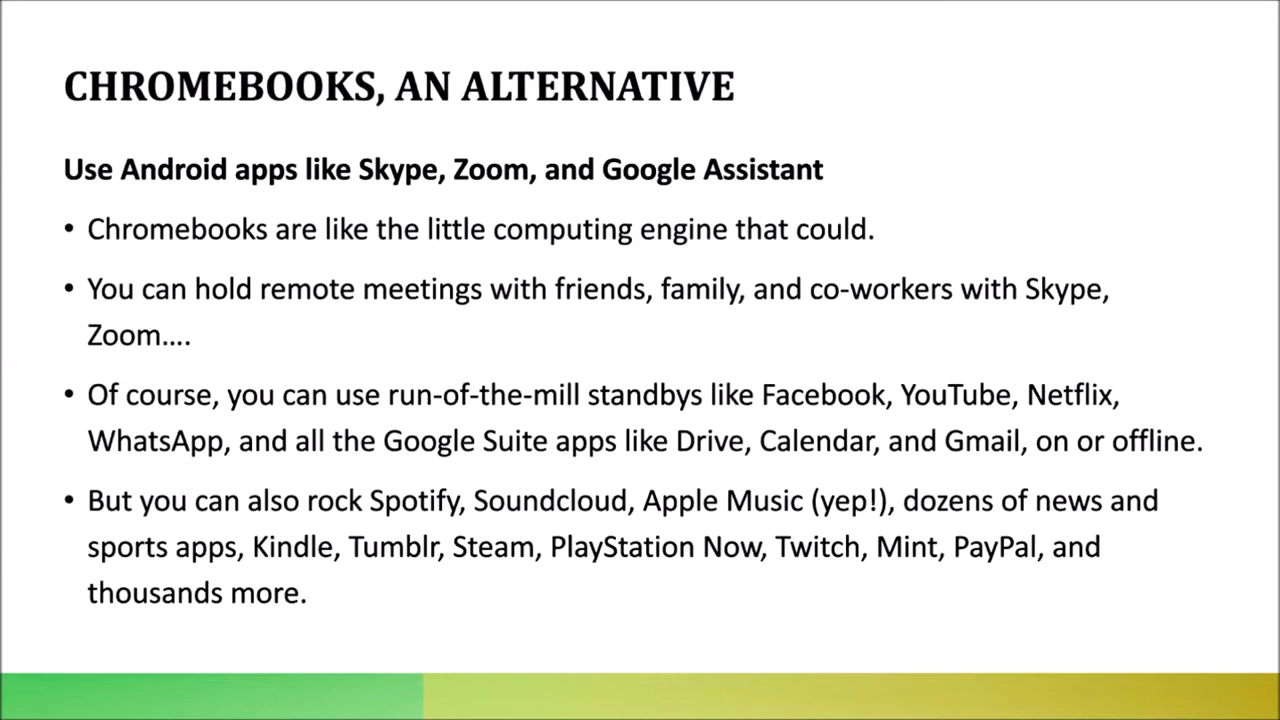 CHROMEBOOKS, AN ALTERNATIVE
Use Android apps like Skype, Zoom, and Google Assistant
• Chromebooks are like the little computing engine that could.
• You can hold remote meetings with friends, family, and co-workers with Skype,
Zoom....
• Of course, you can use run-of-the-mill standbys like Facebook, YouTube, Netflix,
WhatsApp, and all the Google Suite apps like Drive, Calendar, and Gmail, on or offline.
• But you can also rock Spotify, Soundcloud, Apple Music (yep!), dozens of news and
sports apps, Kindle, Tumblr, Steam, PlayStation Now, Twitch, Mint, PayPal, and
thousands more.